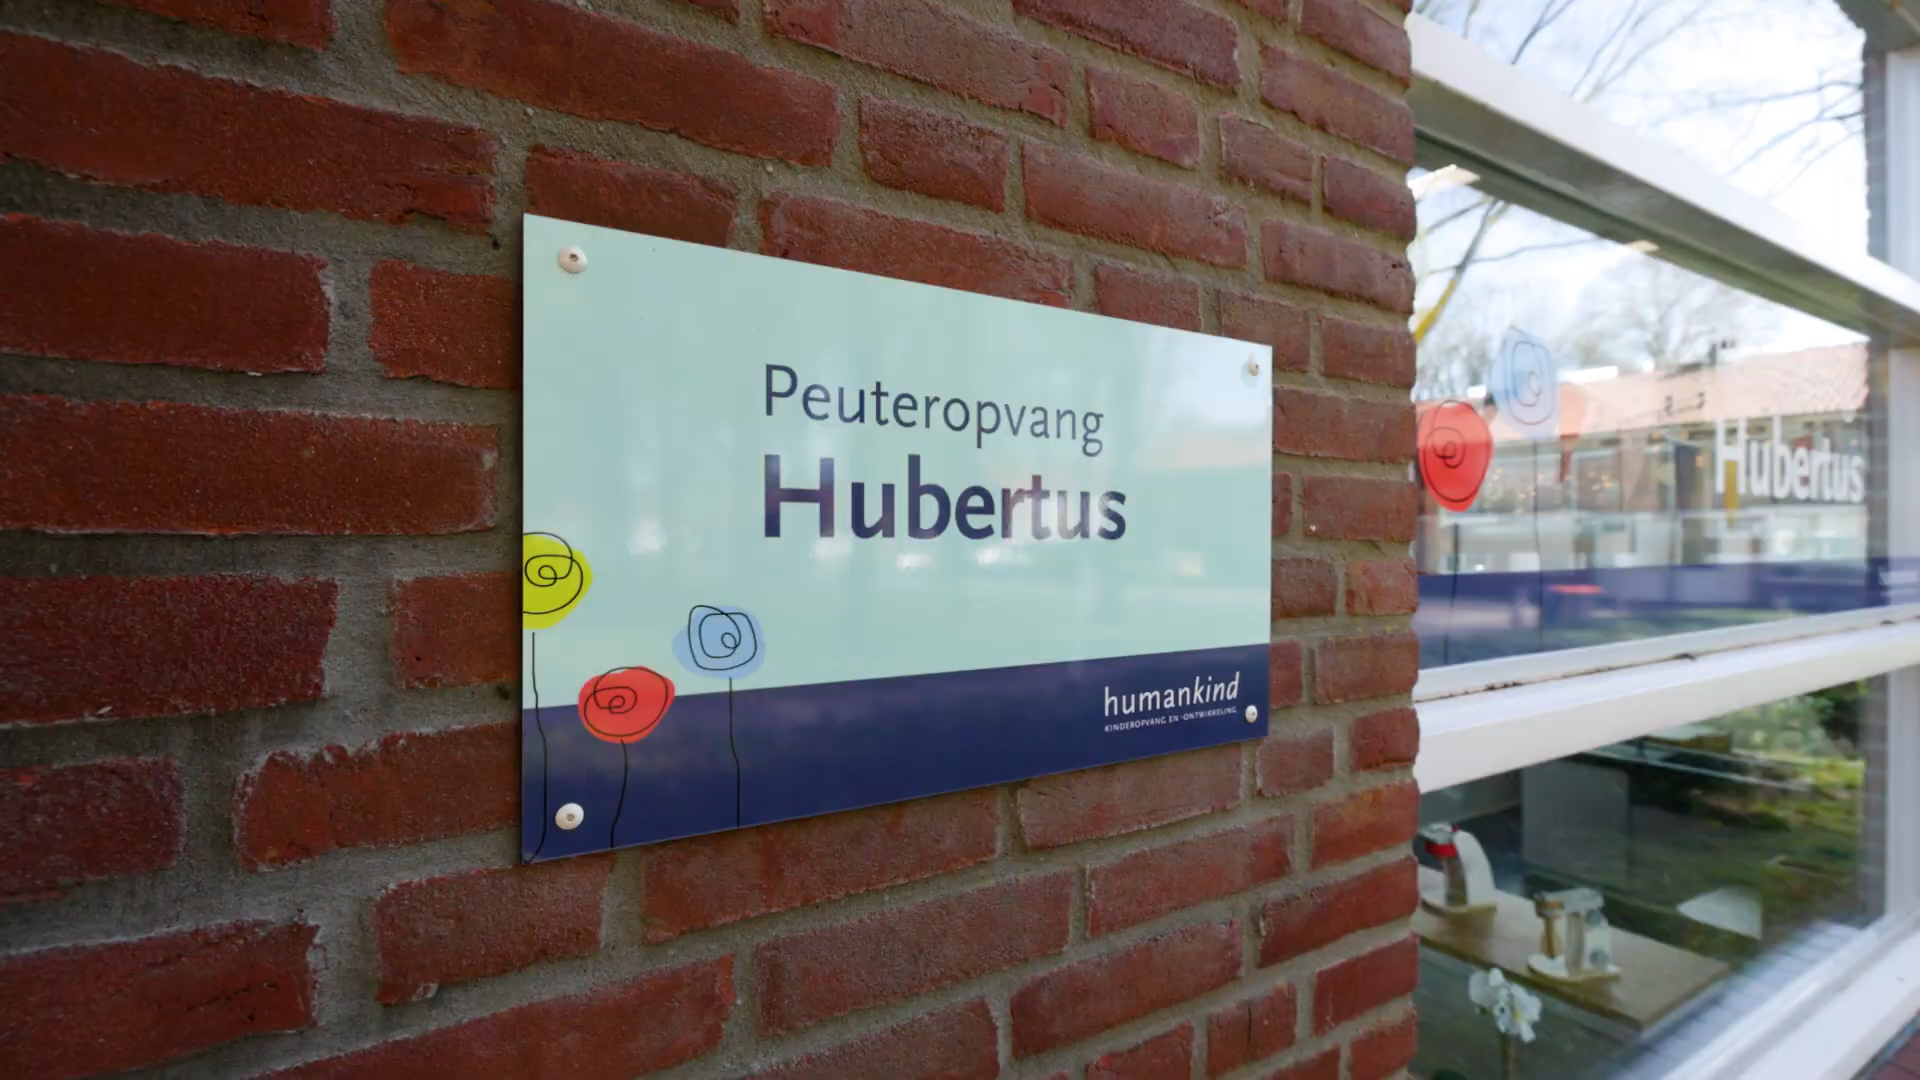 Peuteropvang
Hubertus
humankind
KINDEROPVANG EN -ONTWIKKELING
Hubertus